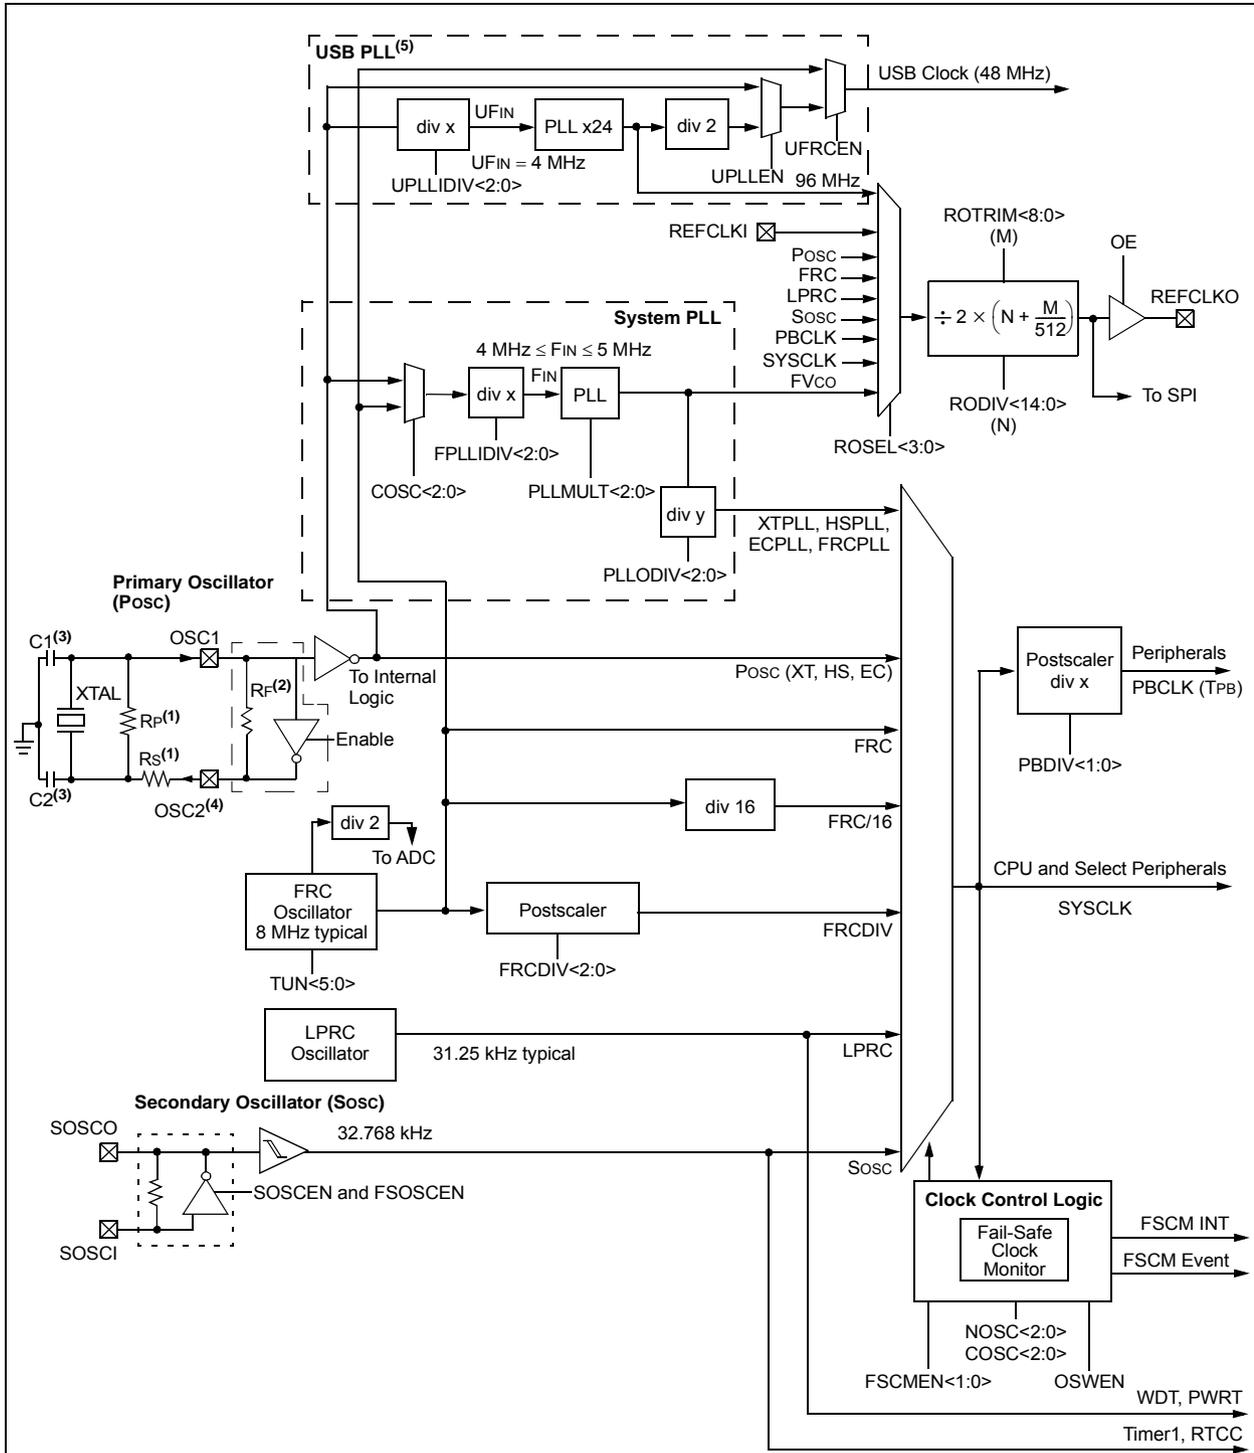 USB PLL(5)
USB Clock (48 MHz)
div x
UFIN
PLL x24
div 2
UFIN = 4 MHz
UFRCEN
UPLLIDIV<2:0>
UPLLEN
96 MHz
REFCLKI
POSC
FRC
LPRC
SOSC
PBCLK
SYSCLK
FVCO
ROTRIM<8:0>
(M)
OE
REFCLKO
÷ 2 × (N + M/512)
To SPI
RODIV<14:0>
(N)
ROSEL<3:0>
System PLL
4 MHz ≤ FIN ≤ 5 MHz
FIN
div x
PLL
FPLLIDIV<2:0>
COSC<2:0>
PLLMULT<2:0>
div y
XTPLL, HSPLL,
ECPLL, FRCPLL
PLLODIV<2:0>
Primary Oscillator
(POSC)
C1(3)
OSC1
XTAL
RP(1)
RF(2)
To Internal
Logic
Enable
RS(1)
C2(3)
OSC2(4)
POSC (XT, HS, EC)
Postscaler
div x
Peripherals
PBCLK (TPB)
PBDIV<1:0>
FRC
div 16
FRC/16
div 2
To ADC
FRC
Oscillator
8 MHz typical
TUN<5:0>
Postscaler
FRCDIV
FRCDIV<2:0>
CPU and Select Peripherals
SYSCLK
LPRC
Oscillator
31.25 kHz typical
LPRC
Secondary Oscillator (SOSC)
SOSCO
32.768 kHz
SOSC
SOSCEN and FSOSCEN
SOSCI
Clock Control Logic
Fail-Safe
Clock
Monitor
FSCM INT
FSCM Event
NOSC<2:0>
COSC<2:0>
FSCMEN<1:0>
OSWEN
WDT, PWRT
Timer1, RTCC